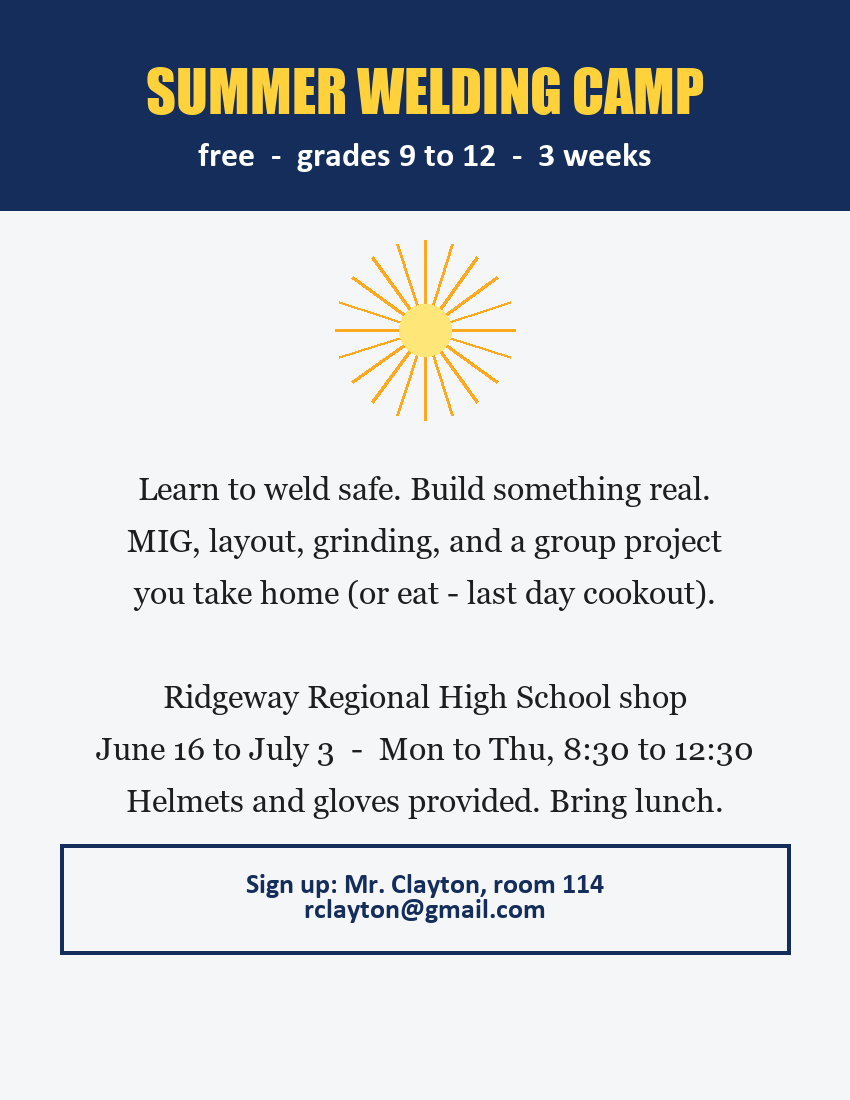 SUMMER WELDING CAMP
free - grades 9 to 12 - 3 weeks
Learn to weld safe. Build something real.
MIG, layout, grinding, and a group project
you take home (or eat - last day cookout).
Ridgeway Regional High School shop
June 16 to July 3 - Mon to Thu, 8:30 to 12:30
Helmets and gloves provided. Bring lunch.
Sign up: Mr. Clayton, room 114
rclayton@gmail.com